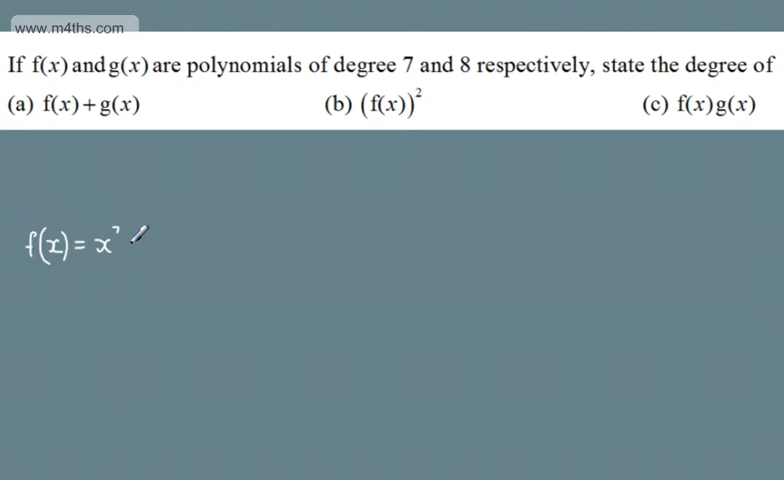 www.m4ths.com
If f(x) and g(x) are polynomials of degree 7 and 8 respectively, state the degree of
(a) f(x)+g(x) (b) (f(x))² (c) f(x)g(x)
f(x) = x⁷